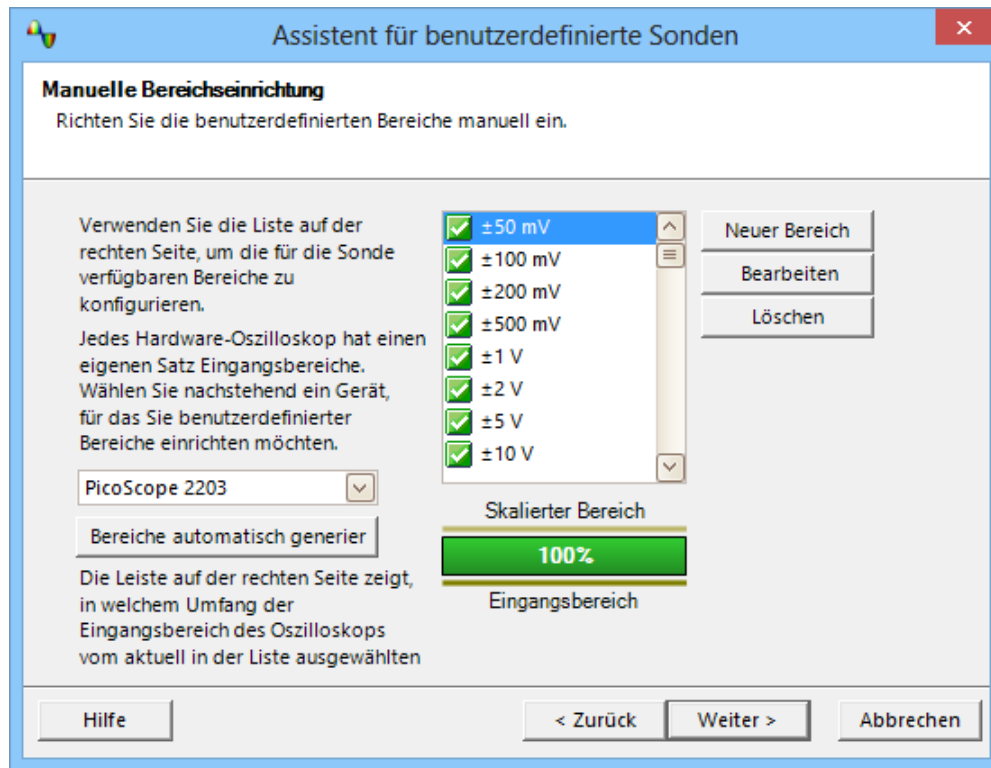 Assistent für benutzerdefinierte Sonden
Manuelle Bereichseinrichtung
Richten Sie die benutzerdefinierten Bereiche manuell ein.
Verwenden Sie die Liste auf der
rechten Seite, um die für die Sonde
verfügbaren Bereiche zu
konfigurieren.
Jedes Hardware-Oszilloskop hat einen
eigenen Satz Eingangsbereiche.
Wählen Sie nachstehend ein Gerät,
für das Sie benutzerdefinierter
Bereiche einrichten möchten.
PicoScope 2203
Bereiche automatisch generier
Die Leiste auf der rechten Seite zeigt,
in welchem Umfang der
Eingangsbereich des Oszilloskops
vom aktuell in der Liste ausgewählten
±50 mV
±100 mV
±200 mV
±500 mV
±1 V
±2 V
±5 V
±10 V
Skalierter Bereich
100%
Eingangsbereich
Neuer Bereich
Bearbeiten
Löschen
Hilfe
< Zurück
Weiter >
Abbrechen